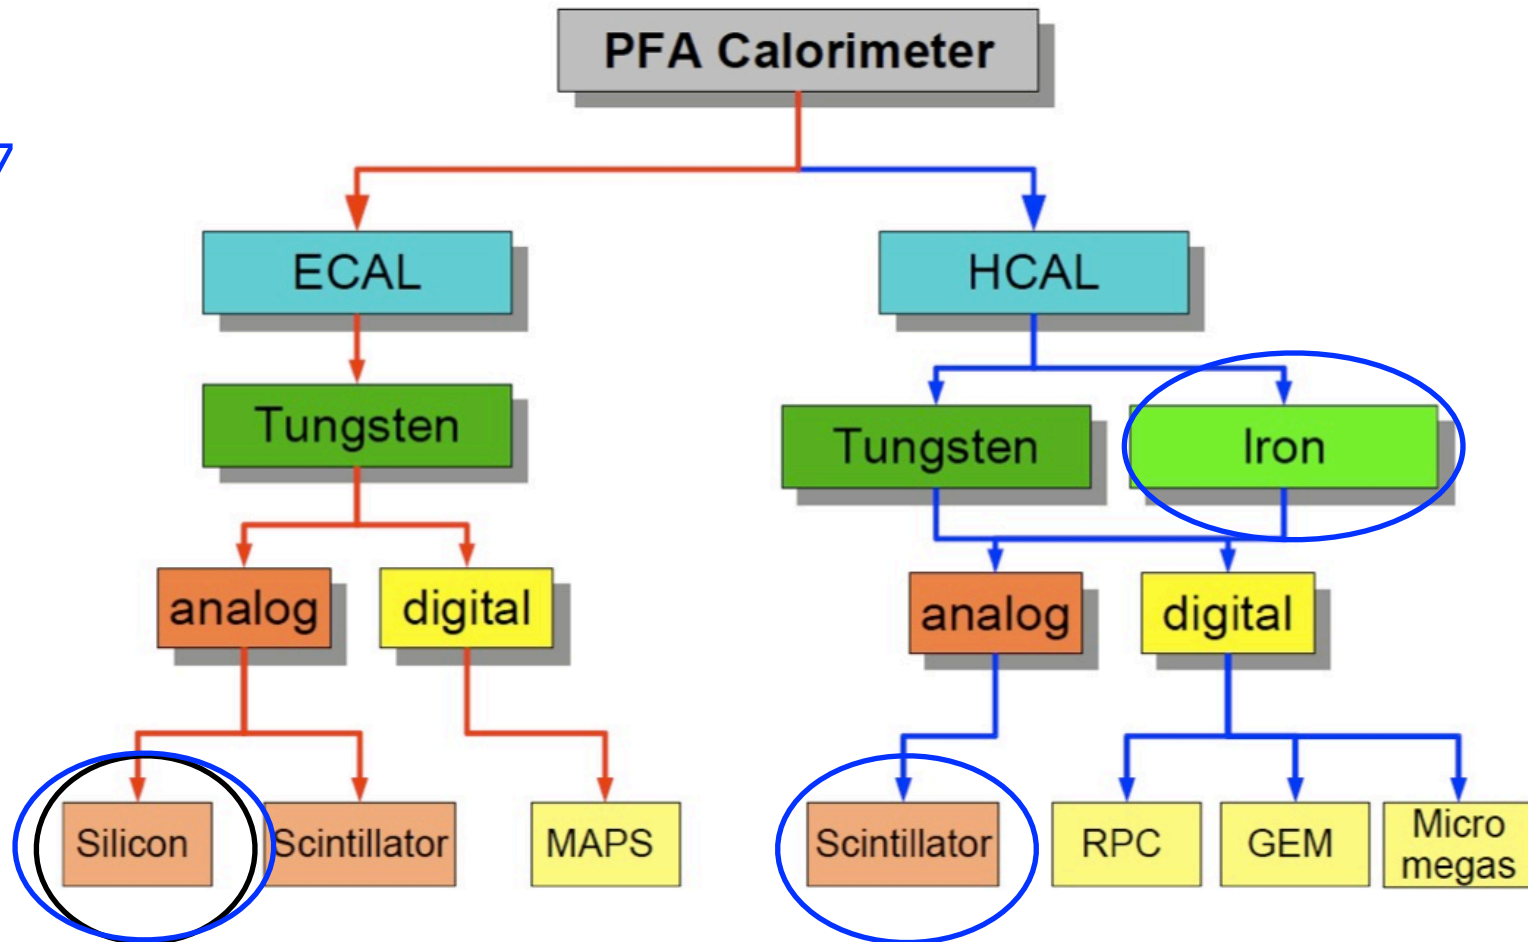 PFA Calorimeter
7
ECAL
HCAL
Tungsten
Tungsten
Iron
analog
digital
analog
digital
Silicon
Scintillator
MAPS
Scintillator
RPC
GEM
Micro
megas